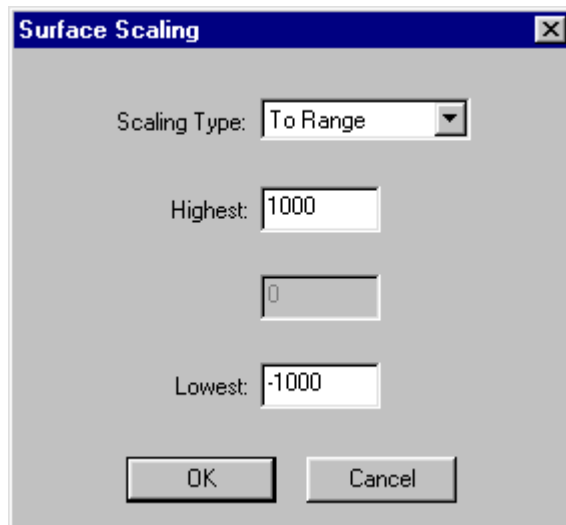 Surface Scaling
Scaling Type: To Range
Highest: 1000
0
Lowest: -1000
OK Cancel